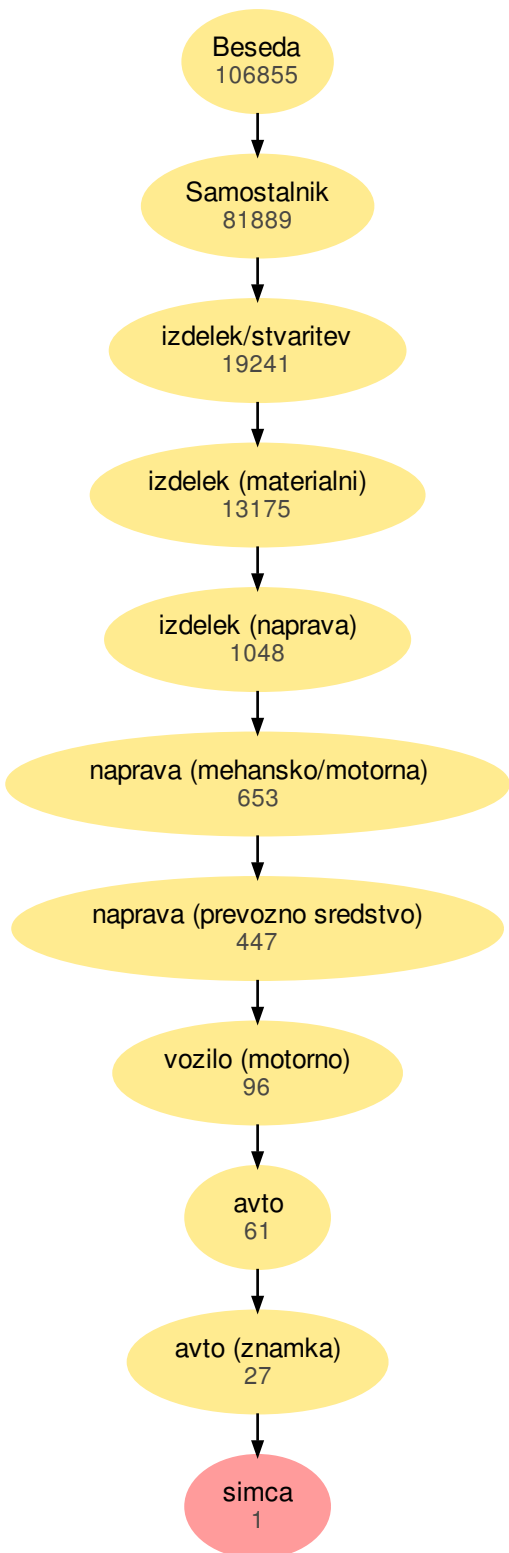 Beseda
106855
Samostalnik
81889
izdelek/stvaritev
19241
izdelek (materialni)
13175
izdelek (naprava)
1048
naprava (mehansko/motorna)
653
naprava (prevozno sredstvo)
447
vozilo (motorno)
96
avto
61
avto (znamka)
27
simca
1